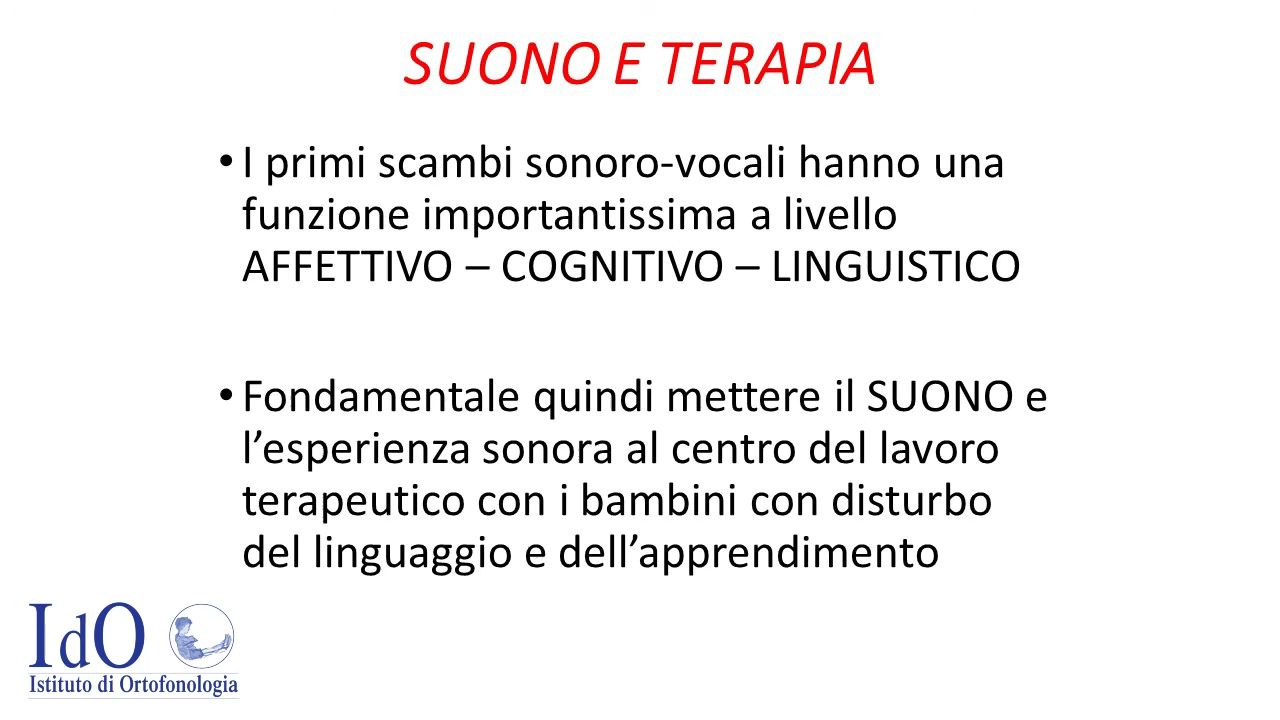 SUONO E TERAPIA
• I primi scambi sonoro-vocali hanno una
funzione importantissima a livello
AFFETTIVO – COGNITIVO – LINGUISTICO
• Fondamentale quindi mettere il SUONO e
l’esperienza sonora al centro del lavoro
terapeutico con i bambini con disturbo
del linguaggio e dell’apprendimento
IdO
Istituto di Ortofonologia